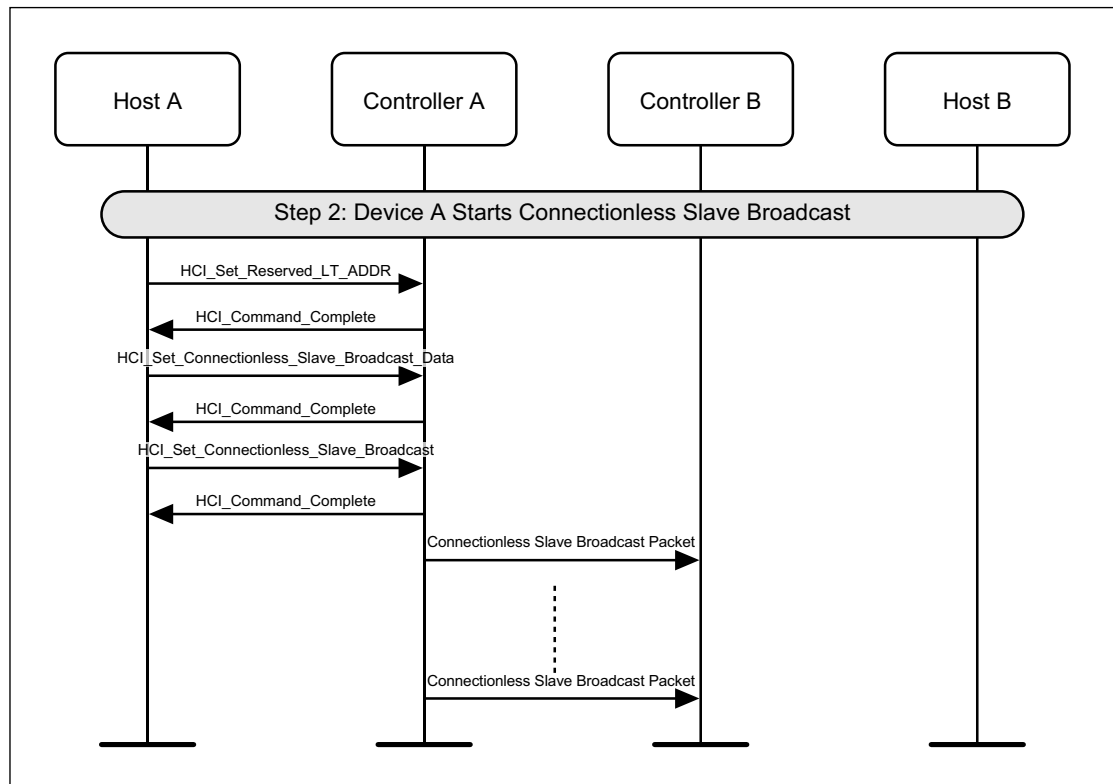 Host A
Controller A
Controller B
Host B
Step 2: Device A Starts Connectionless Slave Broadcast
HCI_Set_Reserved_LT_ADDR
HCI_Command_Complete
HCI_Set_Connectionless_Slave_Broadcast_Data
HCI_Command_Complete
HCI_Set_Connectionless_Slave_Broadcast
HCI_Command_Complete
Connectionless Slave Broadcast Packet
Connectionless Slave Broadcast Packet